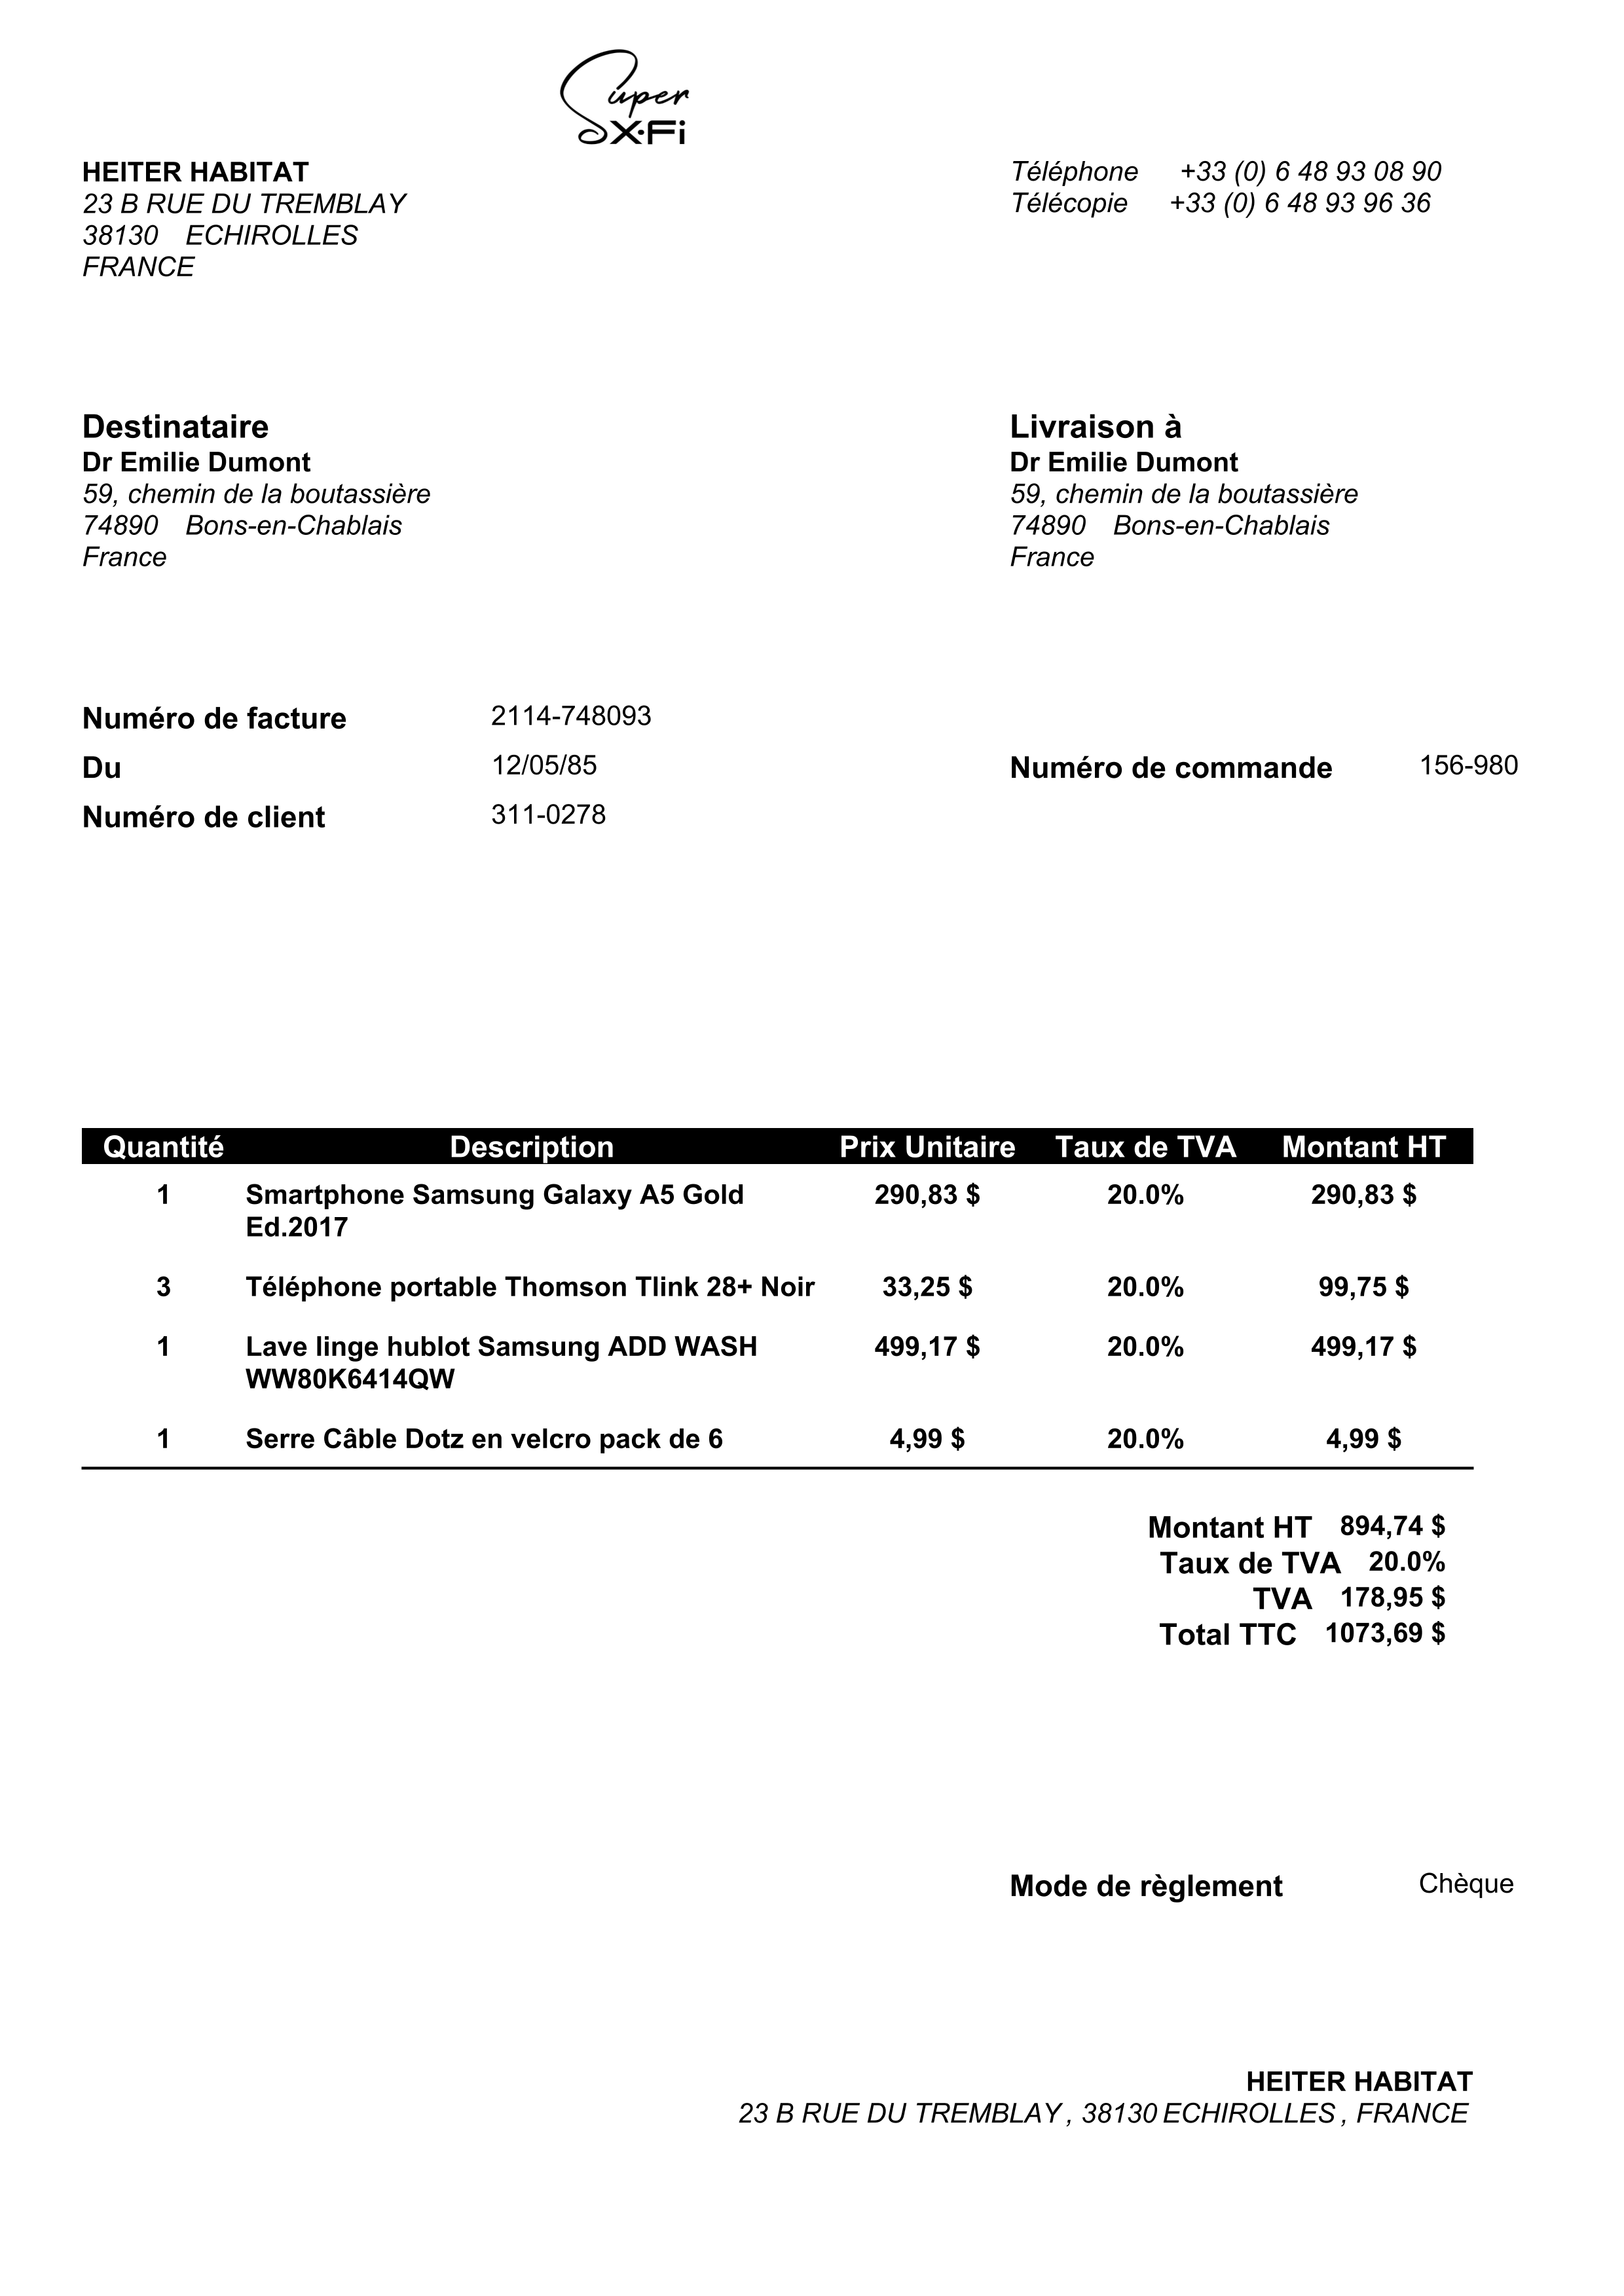 Super
X-Fi
HEITER HABITAT
23 B RUE DU TREMBLAY
38130 ECHIROLLES
FRANCE
Téléphone +33 (0) 6 48 93 08 90
Télécopie +33 (0) 6 48 93 96 36
Destinataire
Dr Emilie Dumont
59, chemin de la boutassière
74890 Bons-en-Chablais
France
Livraison à
Dr Emilie Dumont
59, chemin de la boutassière
74890 Bons-en-Chablais
France
Numéro de facture 2114-748093
Du 12/05/85
Numéro de client 311-0278
Numéro de commande 156-980
Quantité Description Prix Unitaire Taux de TVA Montant HT
1 Smartphone Samsung Galaxy A5 Gold 290,83 $ 20.0% 290,83 $
Ed.2017
3 Téléphone portable Thomson Tlink 28+ Noir 33,25 $ 20.0% 99,75 $
1 Lave linge hublot Samsung ADD WASH 499,17 $ 20.0% 499,17 $
WW80K6414QW
1 Serre Câble Dotz en velcro pack de 6 4,99 $ 20.0% 4,99 $
Montant HT 894,74 $
Taux de TVA 20.0%
TVA 178,95 $
Total TTC 1073,69 $
Mode de règlement Chèque
HEITER HABITAT
23 B RUE DU TREMBLAY , 38130 ECHIROLLES , FRANCE